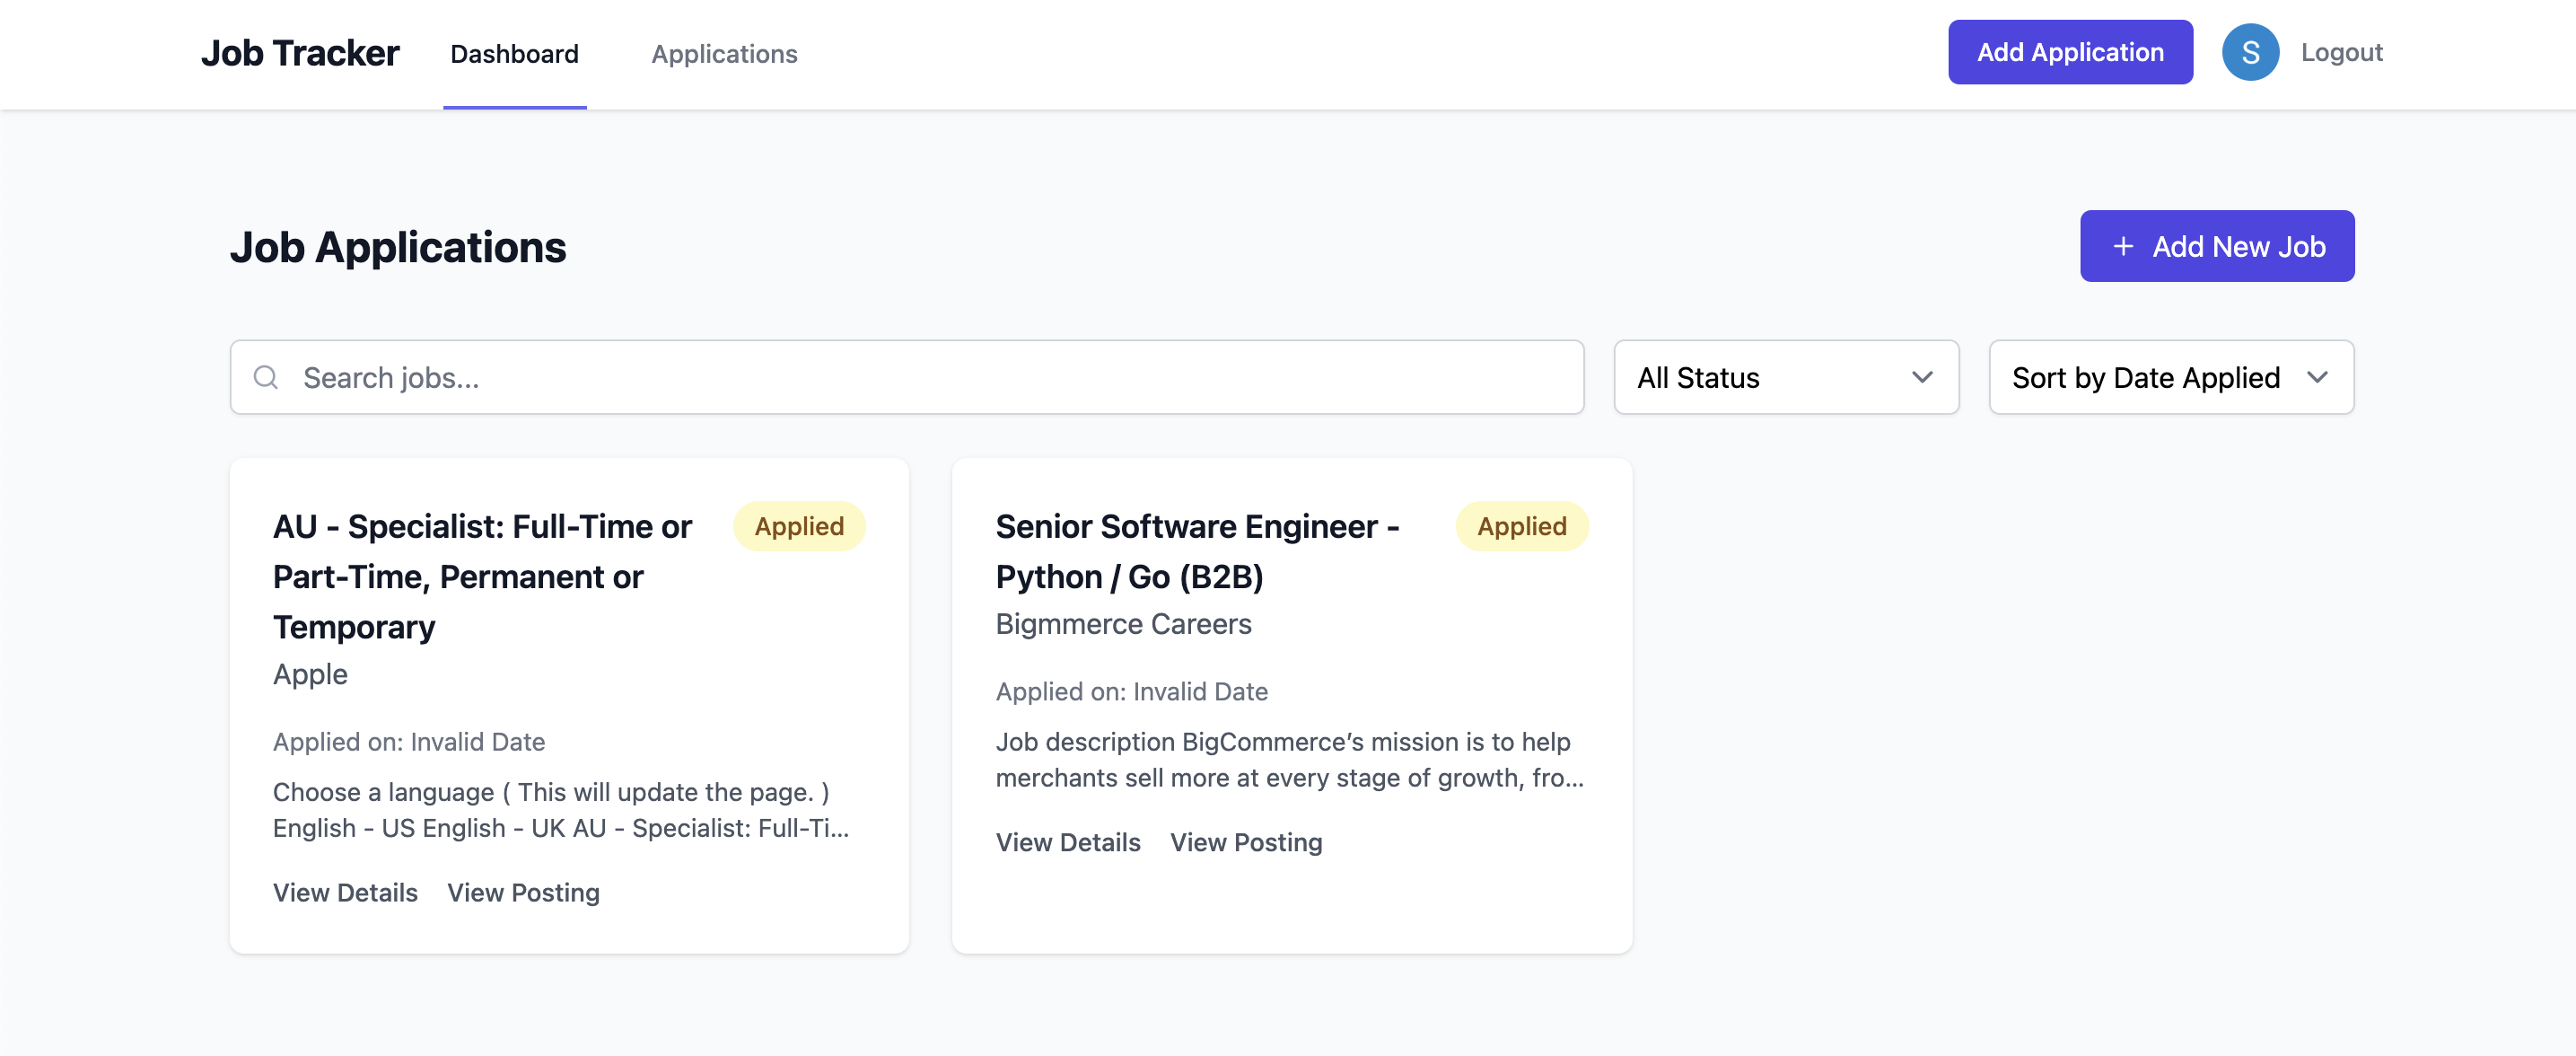 Job Tracker
Dashboard
Applications
Add Application
S
Logout
Job Applications
+ Add New Job
Search jobs...
All Status
Sort by Date Applied
AU - Specialist: Full-Time or
Part-Time, Permanent or
Temporary
Applied
Apple
Applied on: Invalid Date
Choose a language ( This will update the page. )
English - US English - UK AU - Specialist: Full-Ti...
View Details
View Posting
Senior Software Engineer -
Python / Go (B2B)
Applied
Bigmmerce Careers
Applied on: Invalid Date
Job description BigCommerce’s mission is to help
merchants sell more at every stage of growth, fro...
View Details
View Posting